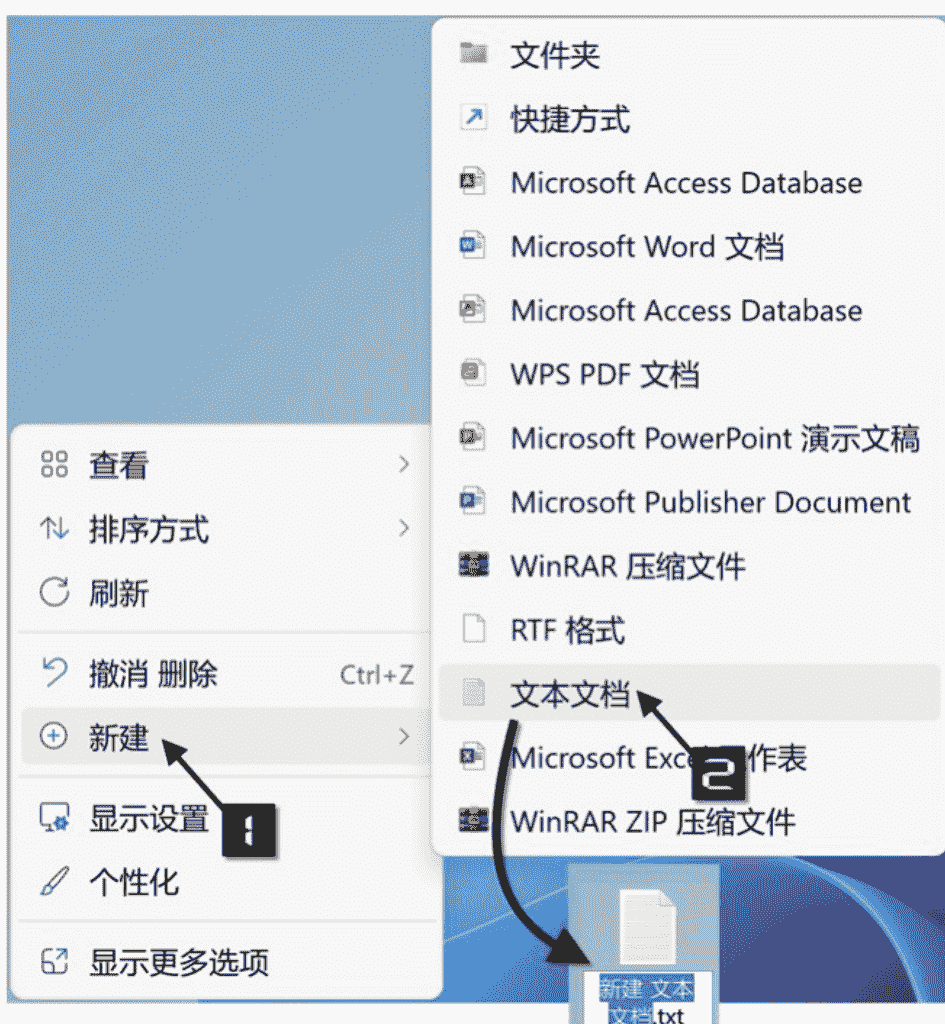 文件夹
快捷方式
Microsoft Access Database
Microsoft Word 文档
Microsoft Access Database
WPS PDF 文档
Microsoft PowerPoint 演示文稿
Microsoft Publisher Document
WinRAR 压缩文件
RTF 格式
文本文档
2
Microsoft Exc 作表
WinRAR ZIP 压缩文件
查看
排序方式
刷新
撤消 删除 Ctrl+Z
新建
显示设置
1
个性化
显示更多选项
新建 文本
文档.txt